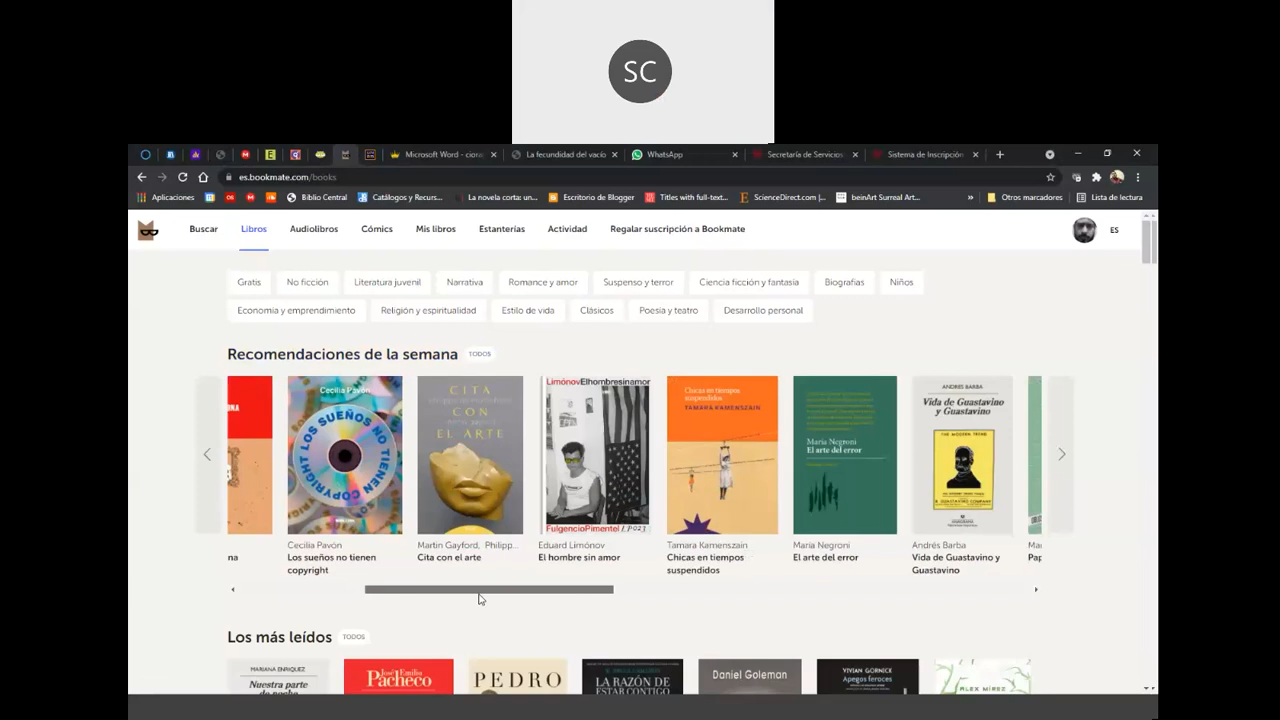 SC
Microsoft Word - ciora
La fecundidad del vacío
WhatsApp
Secretaría de Servicios
Sistema de Inscripción
es.bookmate.com/books
Aplicaciones
Biblio Central
Catálogos y Recurs...
La novela corta: un...
Escritorio de Blogger
Titles with full-text...
ScienceDirect.com |...
beinArt Surreal Art...
»
Otros marcadores
Lista de lectura
Buscar
Libros
Audiolibros
Cómics
Mis libros
Estanterías
Actividad
Regalar suscripción a Bookmate
ES
Gratis
No ficción
Literatura juvenil
Narrativa
Romance y amor
Suspenso y terror
Ciencia ficción y fantasía
Biografías
Niños
Economía y emprendimiento
Religión y espiritualidad
Estilo de vida
Clásicos
Poesía y teatro
Desarrollo personal
Recomendaciones de la semana
TODOS
Cecilia Pavón
LOS SUEÑOS NO TIENEN COPYRIGHT
CITA
CON
EL ARTE
LimónovElhombresinamor
FulgencioPimentel
Chicas en tiempos
suspendidos
TAMARA KAMENSZAIN
María Negroni
El arte del error
ANDRÉS BARBA
Vida de Guastavino
y Guastavino
THE MODERN TREND
na
Cecilia Pavón
Los sueños no tienen
copyright
Martin Gayford, Philipp...
Cita con el arte
Eduard Limónov
El hombre sin amor
Tamara Kamenszain
Chicas en tiempos
suspendidos
María Negroni
El arte del error
Andrés Barba
Vida de Guastavino y
Guastavino
Ma
Pap
Los más leídos
TODOS
MARIANA ENRIQUEZ
Nuestra parte
de noche
José Emilio
Pacheco
PEDRO
LA RAZÓN DE
ESTAR CONTIGO
Daniel Goleman
VIVIAN GORNICK
Apegos feroces
ALEX MÍREZ